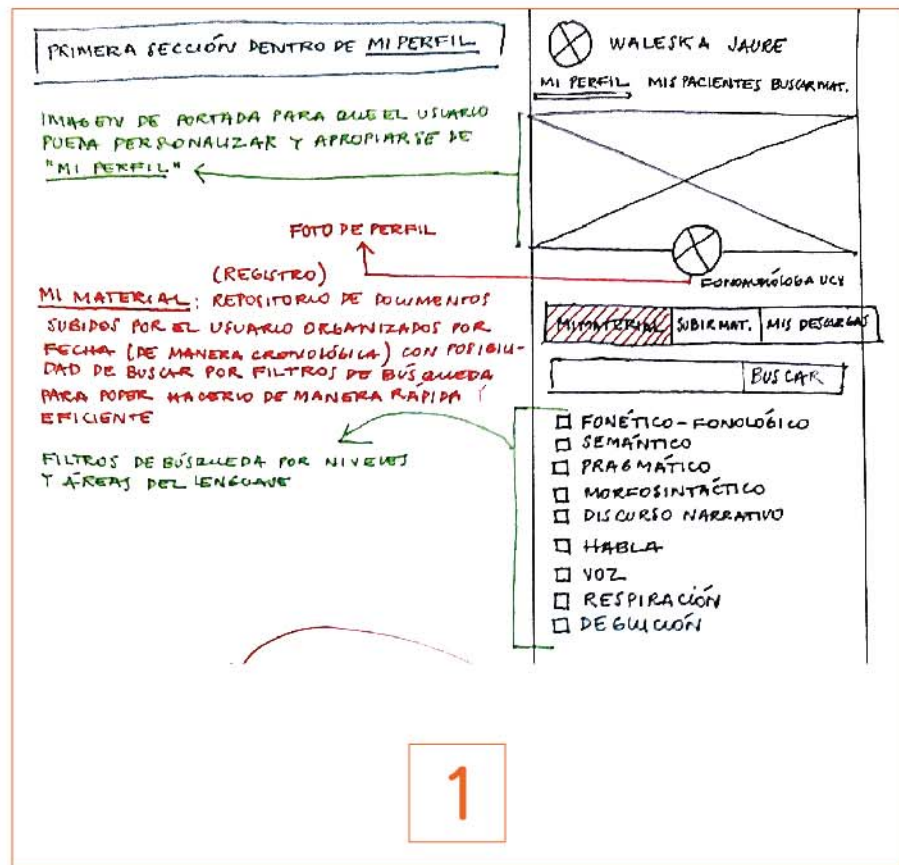 PRIMERA SECCIÓN DENTRO DE MI PERFIL
IMAGEN DE PORTADA PARA QUE EL USUARIO
PUEDA PERSONALIZAR Y APROPIARSE DE
"MI PERFIL"
FOTO DE PERFIL
(REGISTRO)
MI MATERIAL: REPOSITORIO DE DOCUMENTOS
SUBIDOS POR EL USUARIO ORGANIZADOS POR
FECHA (DE MANERA CRONOLÓGICA) CON POSIBILI-
DAD DE BUSCAR POR FILTROS DE BÚSQUEDA
PARA PODER HACERLO DE MANERA RÁPIDA Í
EFICIENTE
FILTROS DE BÚSQUEDA POR NIVELES
Y ÁREAS DEL LENGUAJE
WALESKA JAURE
MI PERFIL MIS PACIENTES BUSCAR MAT.
FONOAUDIÓLOGA UCV
MI MATERIAL SUBIR MAT. MIS DESCARGAS
BUSCAR
FONÉTICO-FONOLÓGICO
SEMÁNTICO
PRAGMÁTICO
MORFOSINTÁCTICO
DISCURSO NARRATIVO
HABLA
VOZ
RESPIRACIÓN
DEGLUCIÓN
1